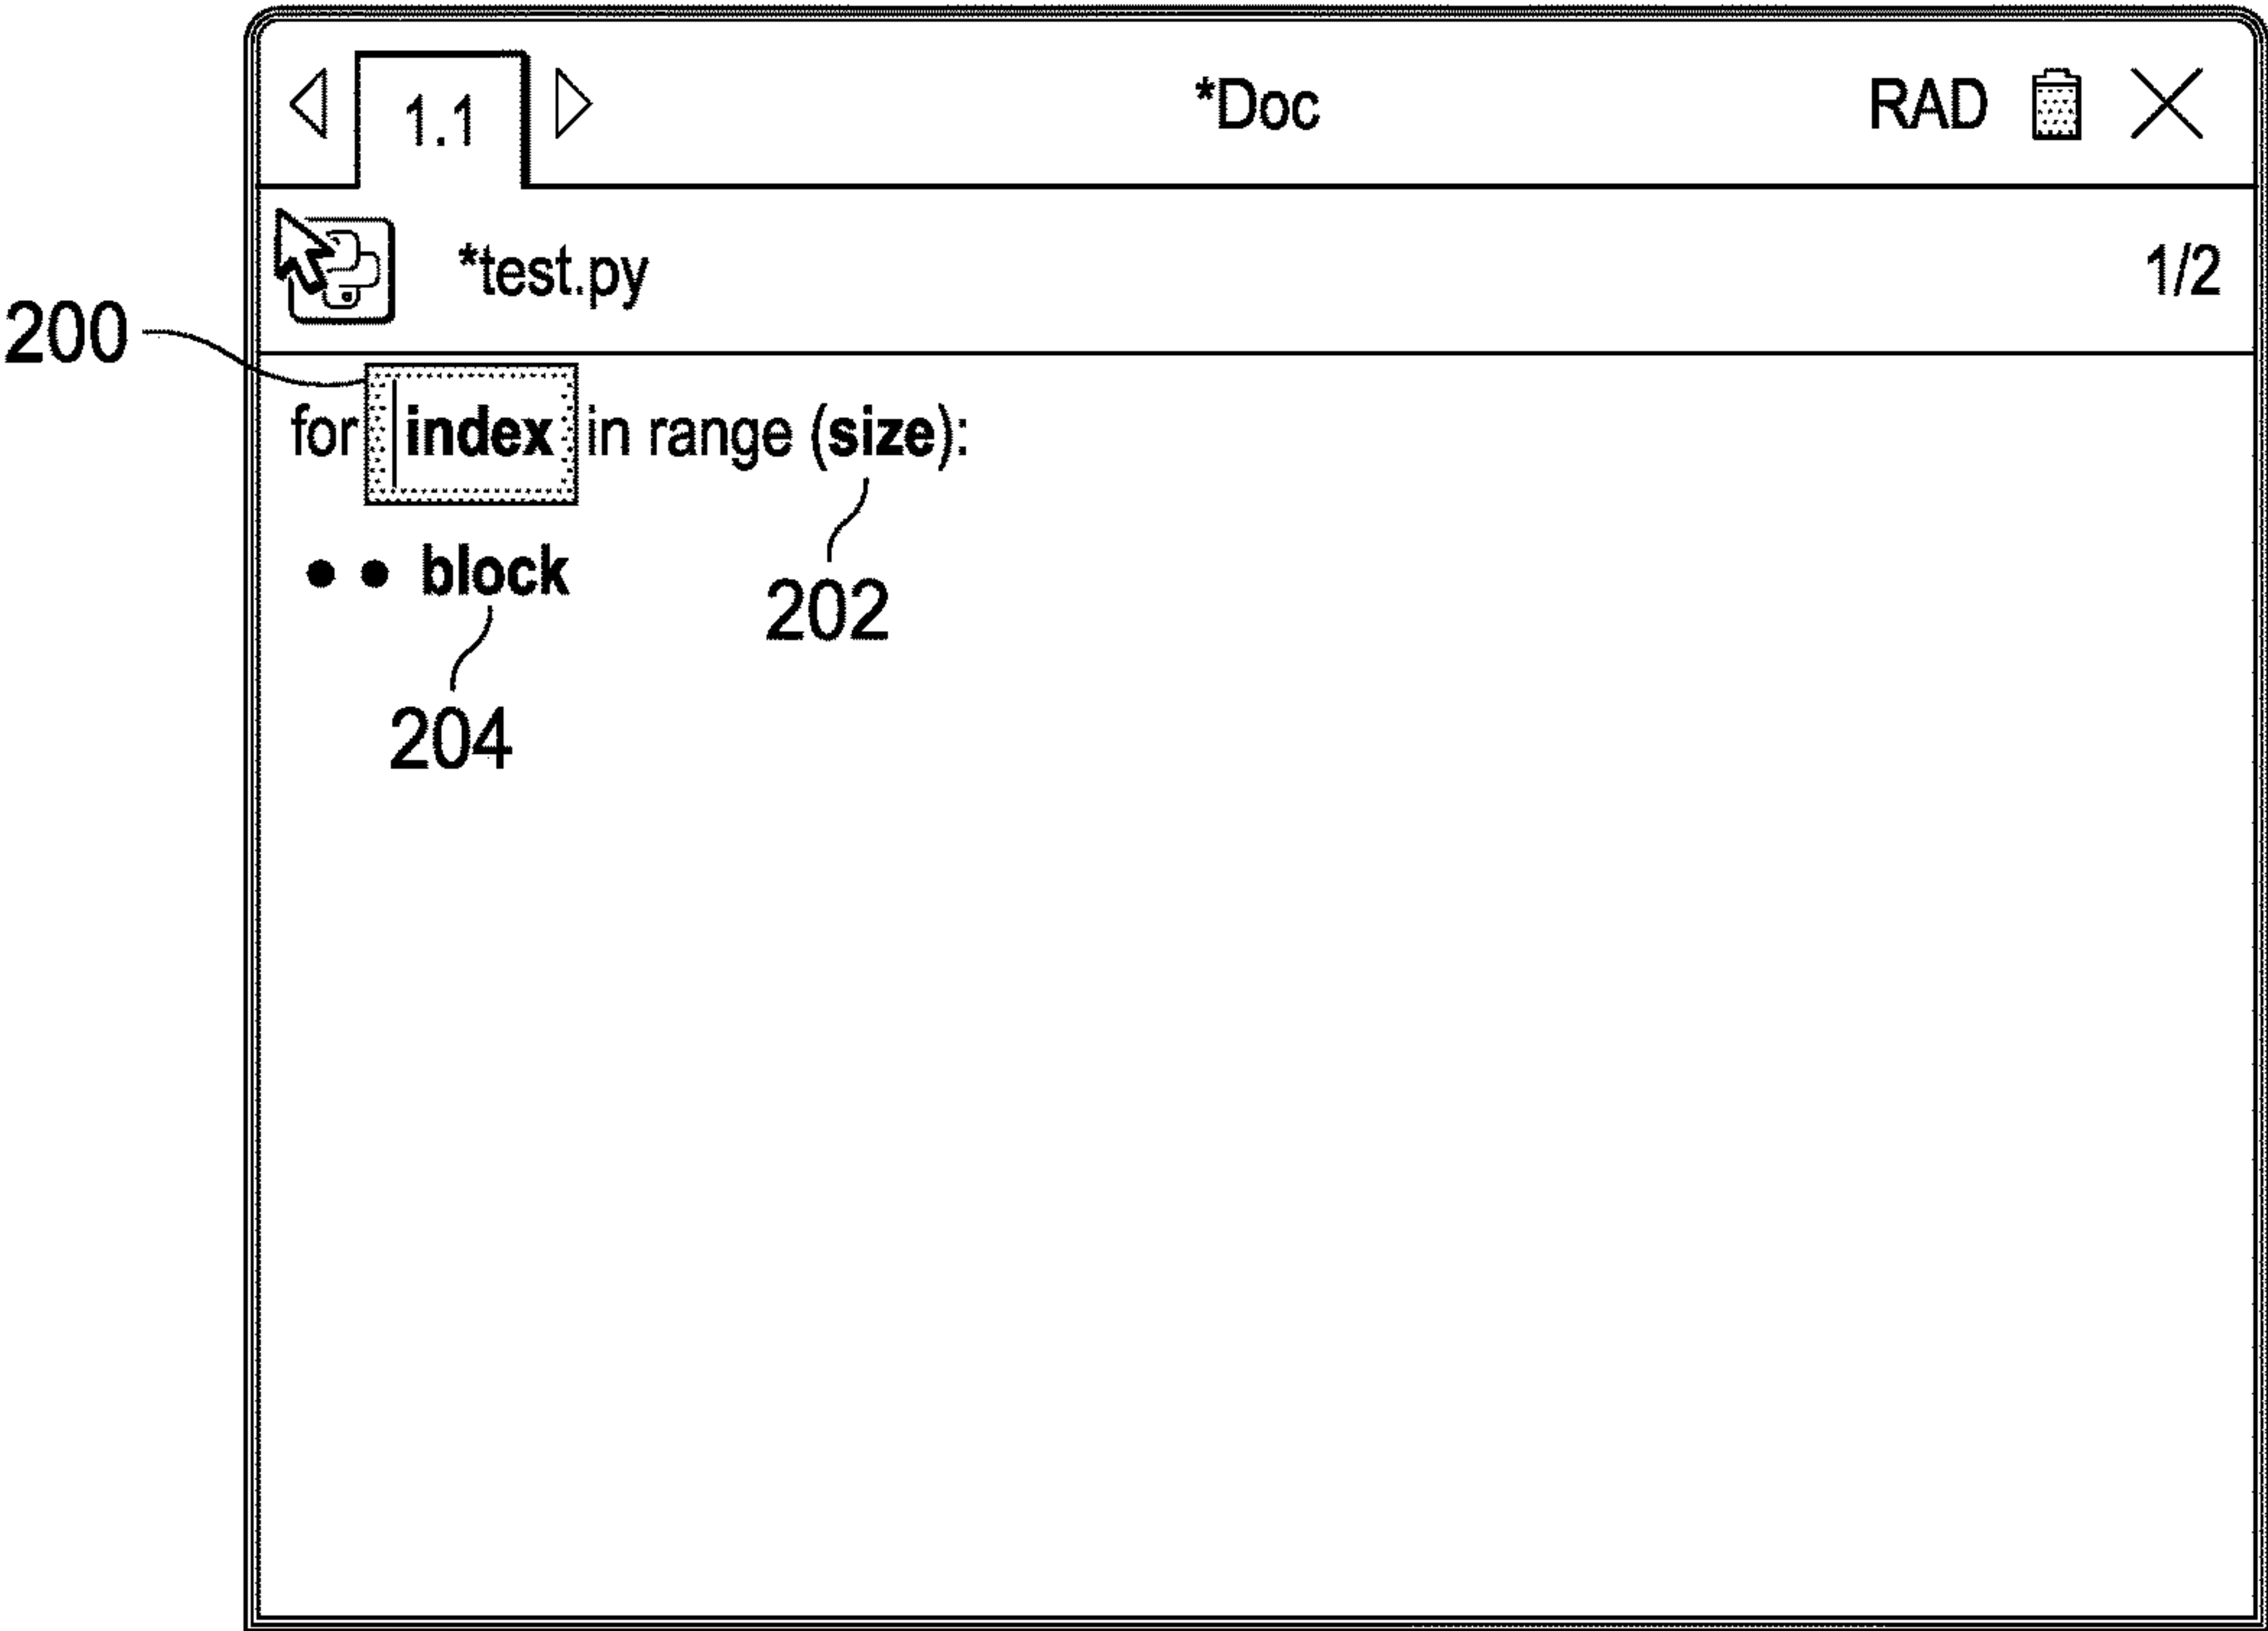 1.1 *Doc RAD
*test.py 1/2
200
for index in range (size):
•• block
202
204